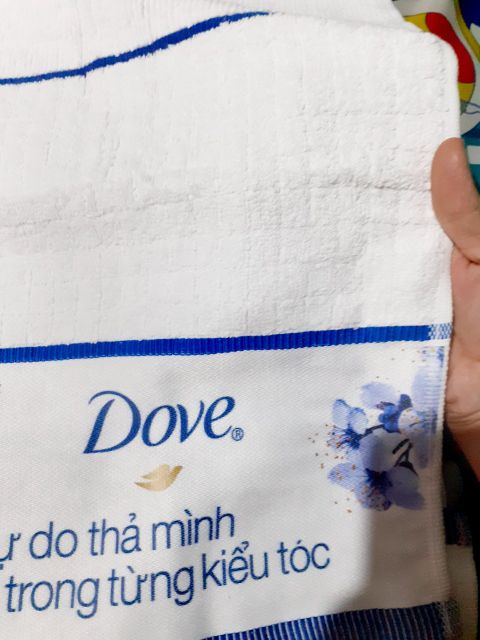 Dove®
ự do thả mình
trong từng kiểu tóc